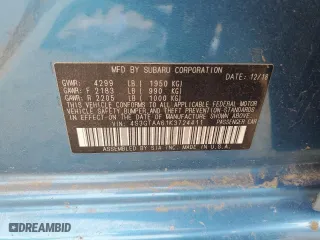 MFD BY SUBARU CORPORATION
GVWR: 4299 LB ( 1950 KG) DATE: 12/18
GAWR: F 2183 LB ( 990 KG)
GAWR: R 2205 LB ( 1000 KG)
THIS VEHICLE CONFORMS TO ALL APPLICABLE FEDERAL MOTOR
VEHICLE SAFETY, BUMPER, AND THEFT PREVENTION STANDARDS
IN EFFECT ON THE DATE OF MANUFACTURE SHOWN ABOVE.
VIN: 4S3GTAA61K3724411 PASSENGER CAR
ASSEMBLED BY SIA INC. MADE IN U.S.A.